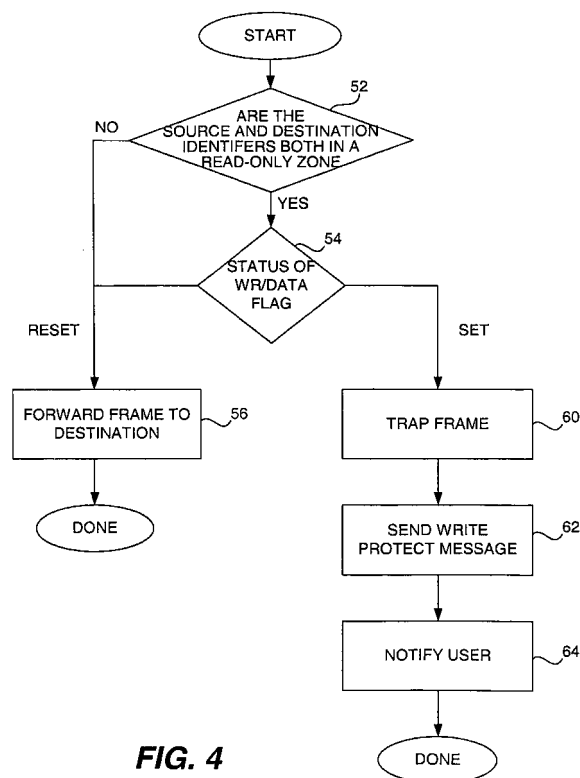 START
52
ARE THE
SOURCE AND DESTINATION
IDENTIFERS BOTH IN A
READ-ONLY ZONE
NO
YES
54
STATUS OF
WR/DATA
FLAG
RESET
SET
FORWARD FRAME TO
DESTINATION
56
TRAP FRAME
60
DONE
SEND WRITE
PROTECT MESSAGE
62
NOTIFY USER
64
DONE
FIG. 4